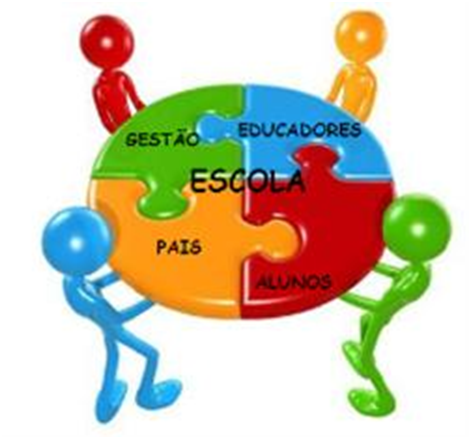 GESTÃO
EDUCADORES
ESCOLA
PAIS
ALUNOS